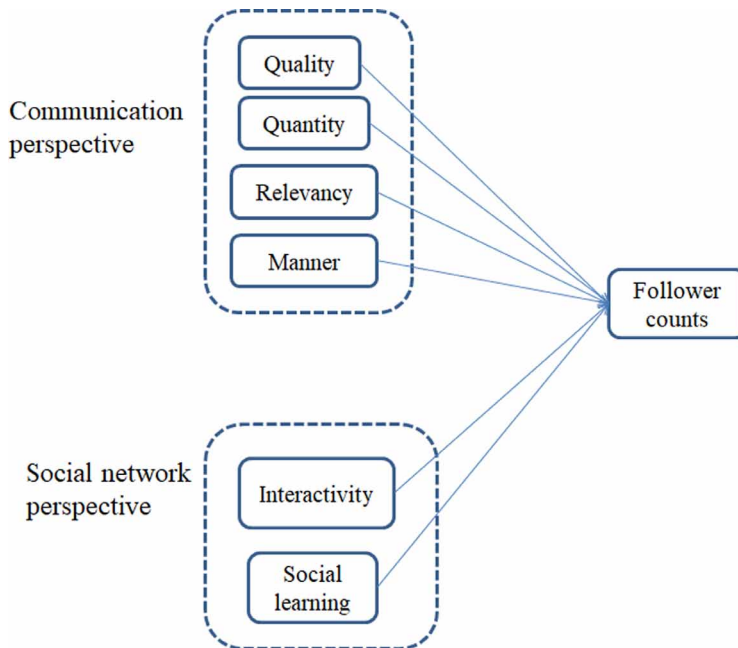 Communication
perspective
Quality
Quantity
Relevancy
Manner
Follower
counts
Social network
perspective
Interactivity
Social
learning